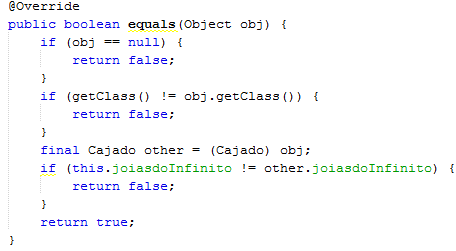 @Override
public boolean equals(Object obj) {
    if (obj == null) {
        return false;
    }
    if (getClass() != obj.getClass()) {
        return false;
    }
    final Cajado other = (Cajado) obj;
    if (this.joiasdoInfinito != other.joiasdoInfinito) {
        return false;
    }
    return true;
}